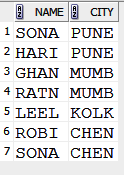 NAME CITY
1 SONA PUNE
2 HARI PUNE
3 GHAN MUMB
4 RATN MUMB
5 LEEL KOLK
6 ROBI CHEN
7 SONA CHEN